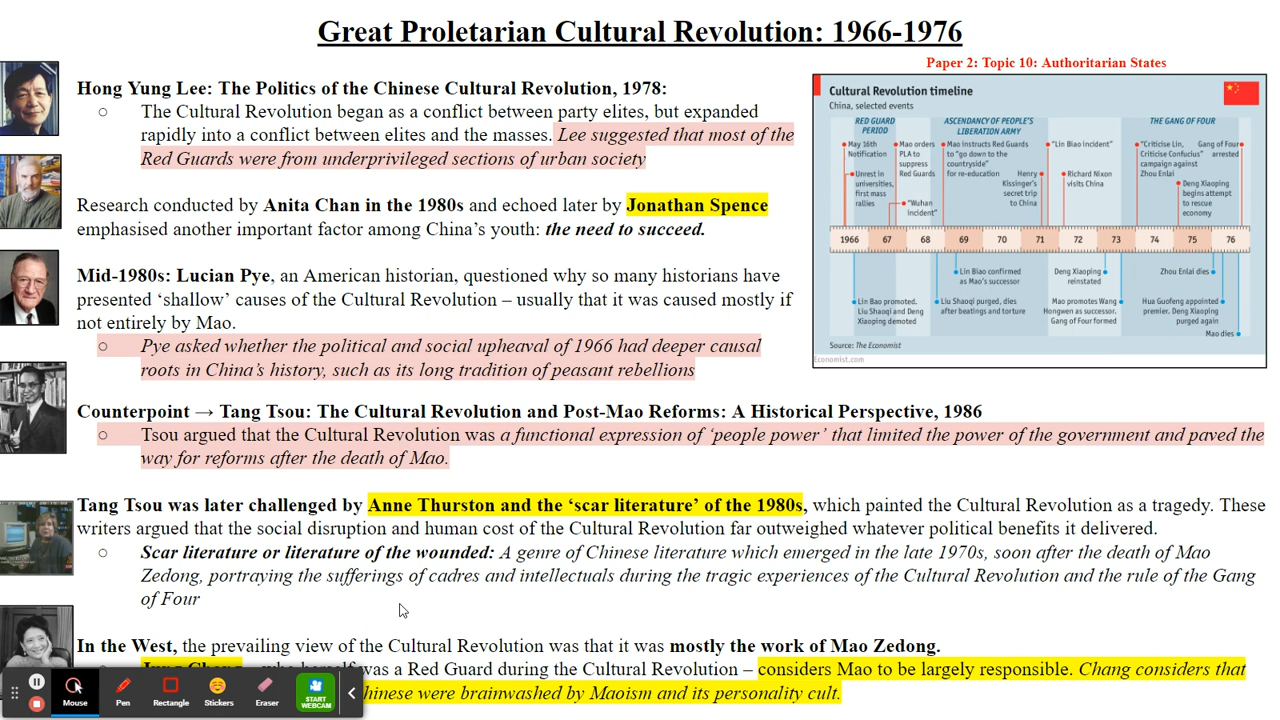 Great Proletarian Cultural Revolution: 1966-1976
Paper 2: Topic 10: Authoritarian States
Hong Yung Lee: The Politics of the Chinese Cultural Revolution, 1978:
○ The Cultural Revolution began as a conflict between party elites, but expanded
rapidly into a conflict between elites and the masses. Lee suggested that most of the
Red Guards were from underprivileged sections of urban society
Research conducted by Anita Chan in the 1980s and echoed later by Jonathan Spence
emphasised another important factor among China's youth: the need to succeed.
Mid-1980s: Lucian Pye, an American historian, questioned why so many historians have
presented 'shallow' causes of the Cultural Revolution – usually that it was caused mostly if
not entirely by Mao.
○ Pye asked whether the political and social upheaval of 1966 had deeper causal
roots in China's history, such as its long tradition of peasant rebellions
Cultural Revolution timeline
China, selected events
RED GUARD
PERIOD
ASCENDANCY OF PEOPLE'S
LIBERATION ARMY
THE GANG OF FOUR
May 16th
Notification
Unrest in
universities,
first mass
rallies
Mao orders
PLA to
suppress
Red Guards
"Wuhan
incident"
Mao instructs Red Guards
to "go down to the
countryside"
for re-education
Henry
Kissinger's
secret trip
to China
"Lin Biao incident"
Richard Nixon
visits China
"Criticise Lin,
Criticise Confucius"
campaign against
Zhou Enlai
Gang of Four
arrested
Deng Xiaoping
begins attempt
to rescue
economy
1966 67 68 69 70 71 72 73 74 75 76
Lin Bao promoted.
Liu Shaoqi and Deng
Xiaoping demoted
Liu Shaoqi purged, dies
after beatings and torture
Lin Biao confirmed
as Mao's successor
Deng Xiaoping
reinstated
Mao promotes Wang
Hongwen as successor.
Gang of Four formed
Zhou Enlai dies
Hua Guofeng appointed
premier. Deng Xiaoping
purged again
Mao dies
Source: The Economist
Economist.com
Counterpoint → Tang Tsou: The Cultural Revolution and Post-Mao Reforms: A Historical Perspective, 1986
○ Tsou argued that the Cultural Revolution was a functional expression of 'people power' that limited the power of the government and paved the
way for reforms after the death of Mao.
Tang Tsou was later challenged by Anne Thurston and the 'scar literature' of the 1980s, which painted the Cultural Revolution as a tragedy. These
writers argued that the social disruption and human cost of the Cultural Revolution far outweighed whatever political benefits it delivered.
○ Scar literature or literature of the wounded: A genre of Chinese literature which emerged in the late 1970s, soon after the death of Mao
Zedong, portraying the sufferings of cadres and intellectuals during the tragic experiences of the Cultural Revolution and the rule of the Gang
of Four
In the West, the prevailing view of the Cultural Revolution was that it was mostly the work of Mao Zedong.
was a Red Guard during the Cultural Revolution – considers Mao to be largely responsible. Chang considers that
hinese were brainwashed by Maoism and its personality cult.
Mouse Pen Rectangle Stickers Eraser
START
WEBCAM